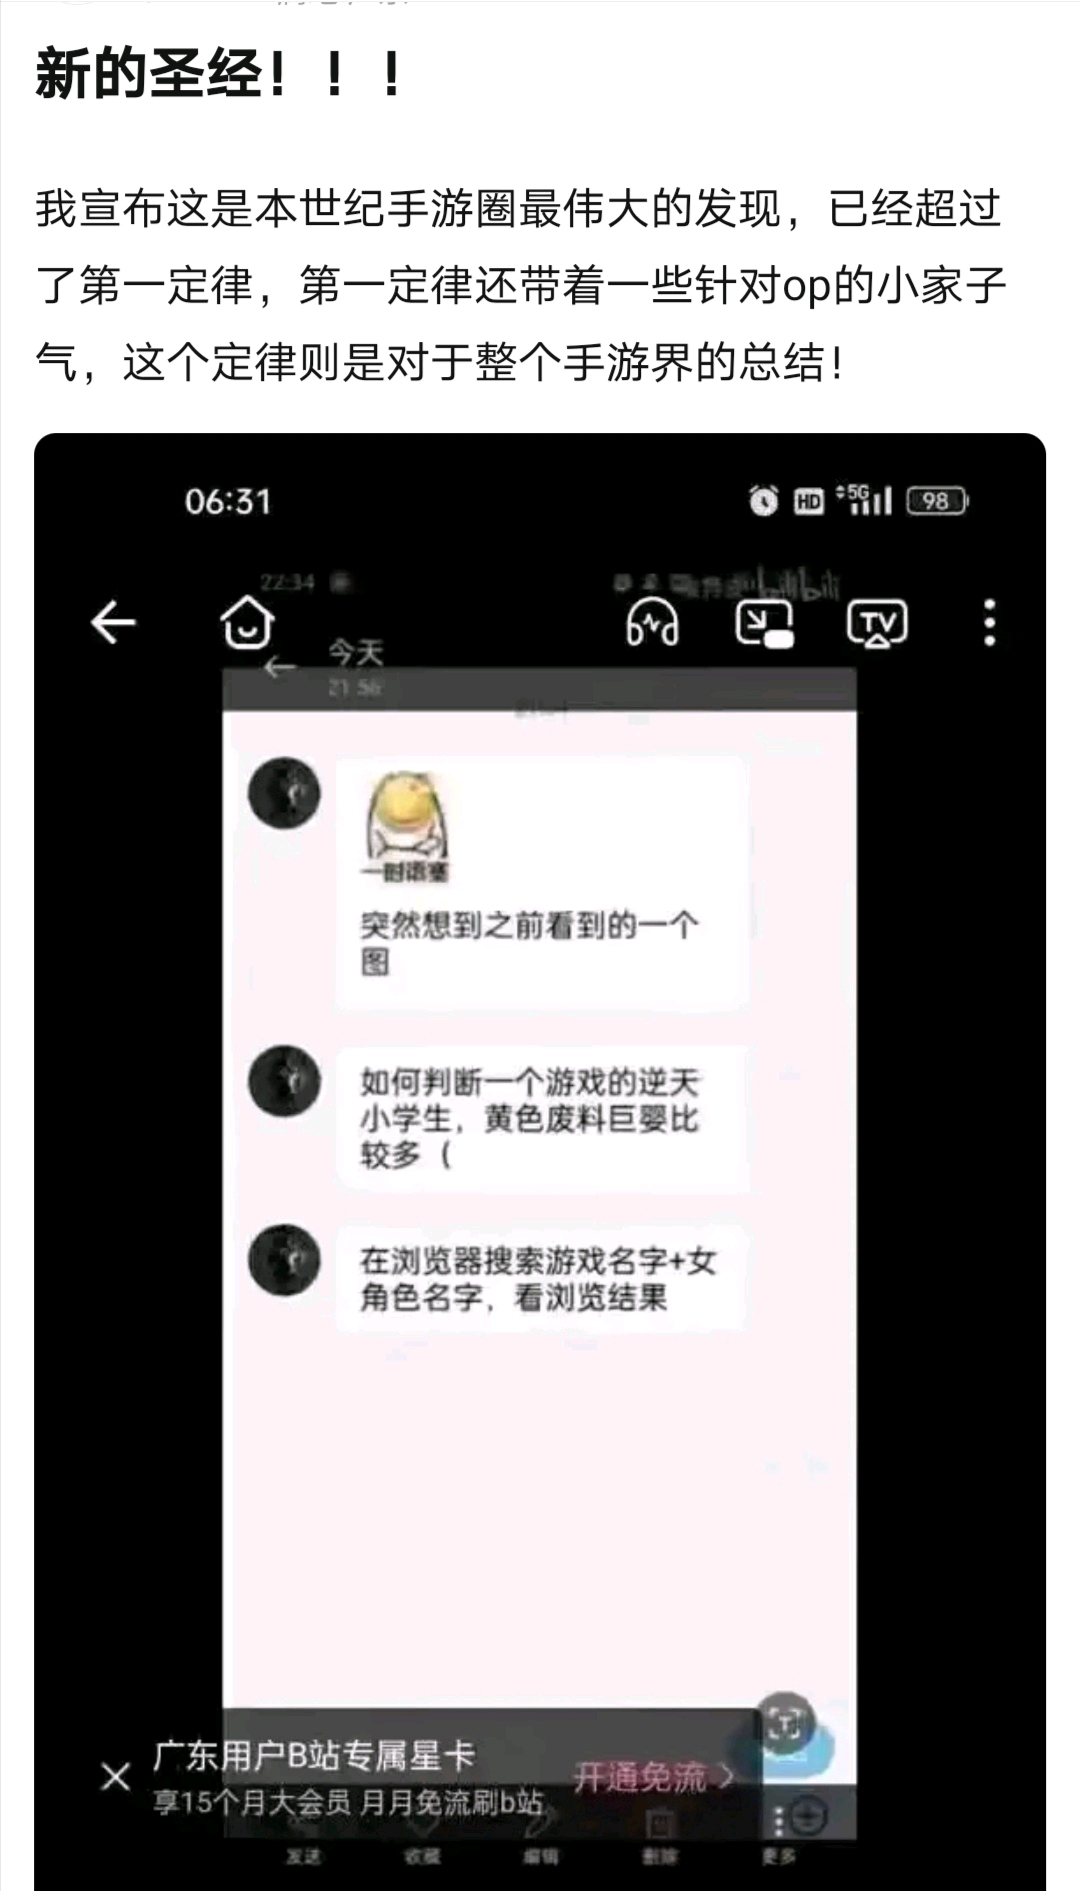 新的圣经！！！
我宣布这是本世纪手游圈最伟大的发现，已经超过
了第一定律，第一定律还带着一些针对op的小家子
气，这个定律则是对于整个手游界的总结！
06:31
HD
5G
98
22:34
bilibili
TV
今天
21:56
一时语塞
突然想到之前看到的一个
图
如何判断一个游戏的逆天
小学生，黄色废料巨婴比
较多（
在浏览器搜索游戏名字+女
角色名字，看浏览结果
广东用户B站专属星卡
享15个月大会员 月月免流刷b站
开通免流
发送
收藏
编辑
删除
更多